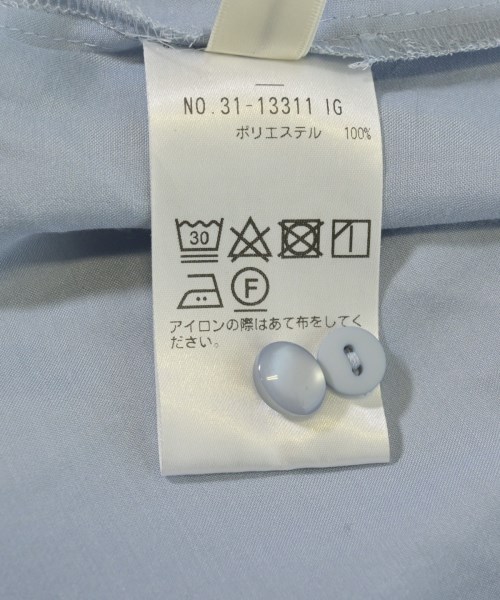 NO.31-13311 IG
ポリエステル 100%
30
F
アイロンの際はあて布をしてく
ださい。